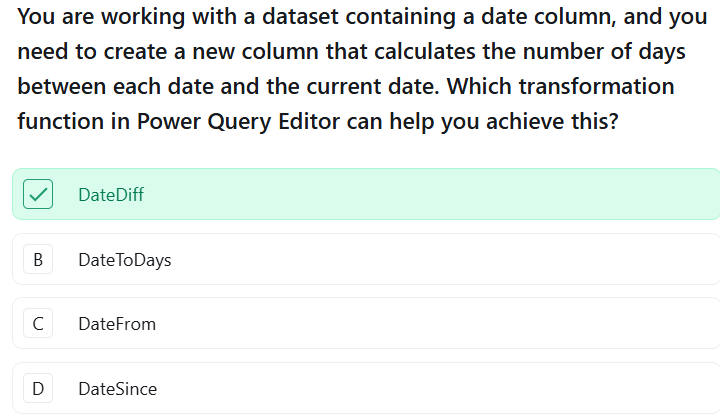 You are working with a dataset containing a date column, and you
need to create a new column that calculates the number of days
between each date and the current date. Which transformation
function in Power Query Editor can help you achieve this?
DateDiff
B DateToDays
C DateFrom
D DateSince